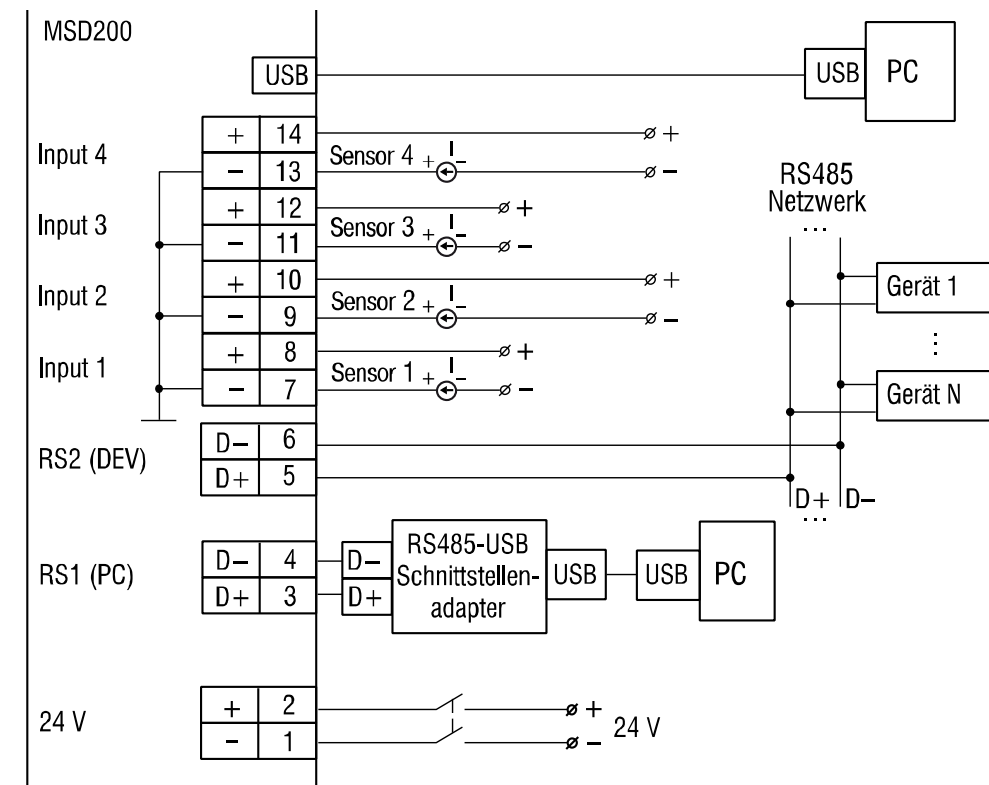 MSD200
USB
USB PC
+ 14 +
Input 4 Sensor 4 + I −
− 13 −
RS485
Netzwerk
...
+ 12 +
Input 3 Sensor 3 + I −
− 11 −
+ 10 +
Input 2 Sensor 2 + I −
− 9 −
Gerät 1
⋮
+ 8 +
Input 1 Sensor 1 + I −
− 7 −
Gerät N
D− 6
RS2 (DEV)
D+ 5
D+ D−
...
D− 4 D−
RS1 (PC)
D+ 3 D+
RS485-USB
Schnittstellen-
adapter
USB USB PC
+ 2 +
24 V 24 V
− 1 −